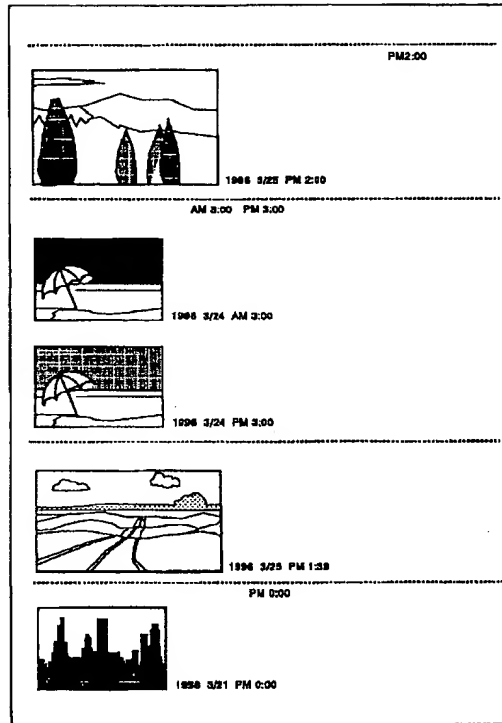 PM2:00
1996 3/25 PM 2:00
AM 3:00 PM 3:00
1996 3/24 AM 3:00
1996 3/24 PM 3:00
1996 3/25 PM
PM 0:00
1996 3/21 PM 0:00